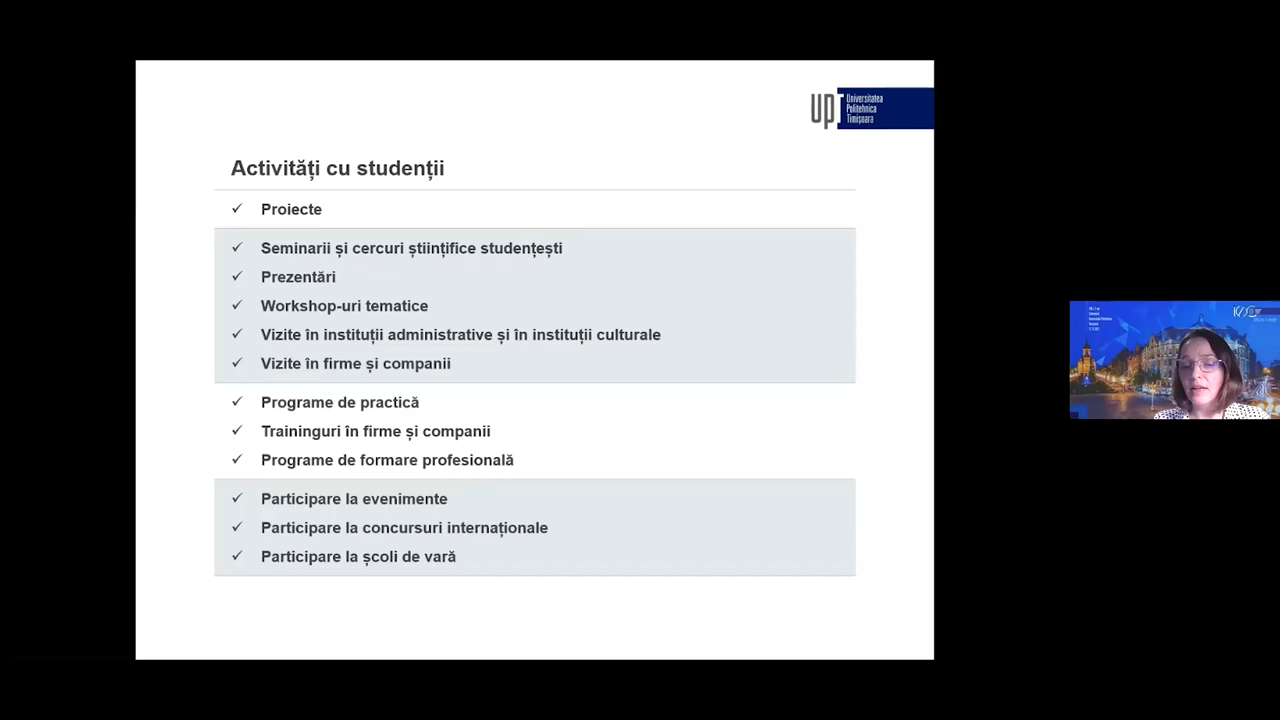 upt
Universitatea
Politehnica
Timișoara
Activități cu studenții
Proiecte
Seminarii și cercuri științifice studențești
Prezentări
Workshop-uri tematice
Vizite în instituții administrative și în instituții culturale
Vizite în firme și companii
Programe de practică
Traininguri în firme și companii
Programe de formare profesională
Participare la evenimente
Participare la concursuri internaționale
Participare la școli de vară